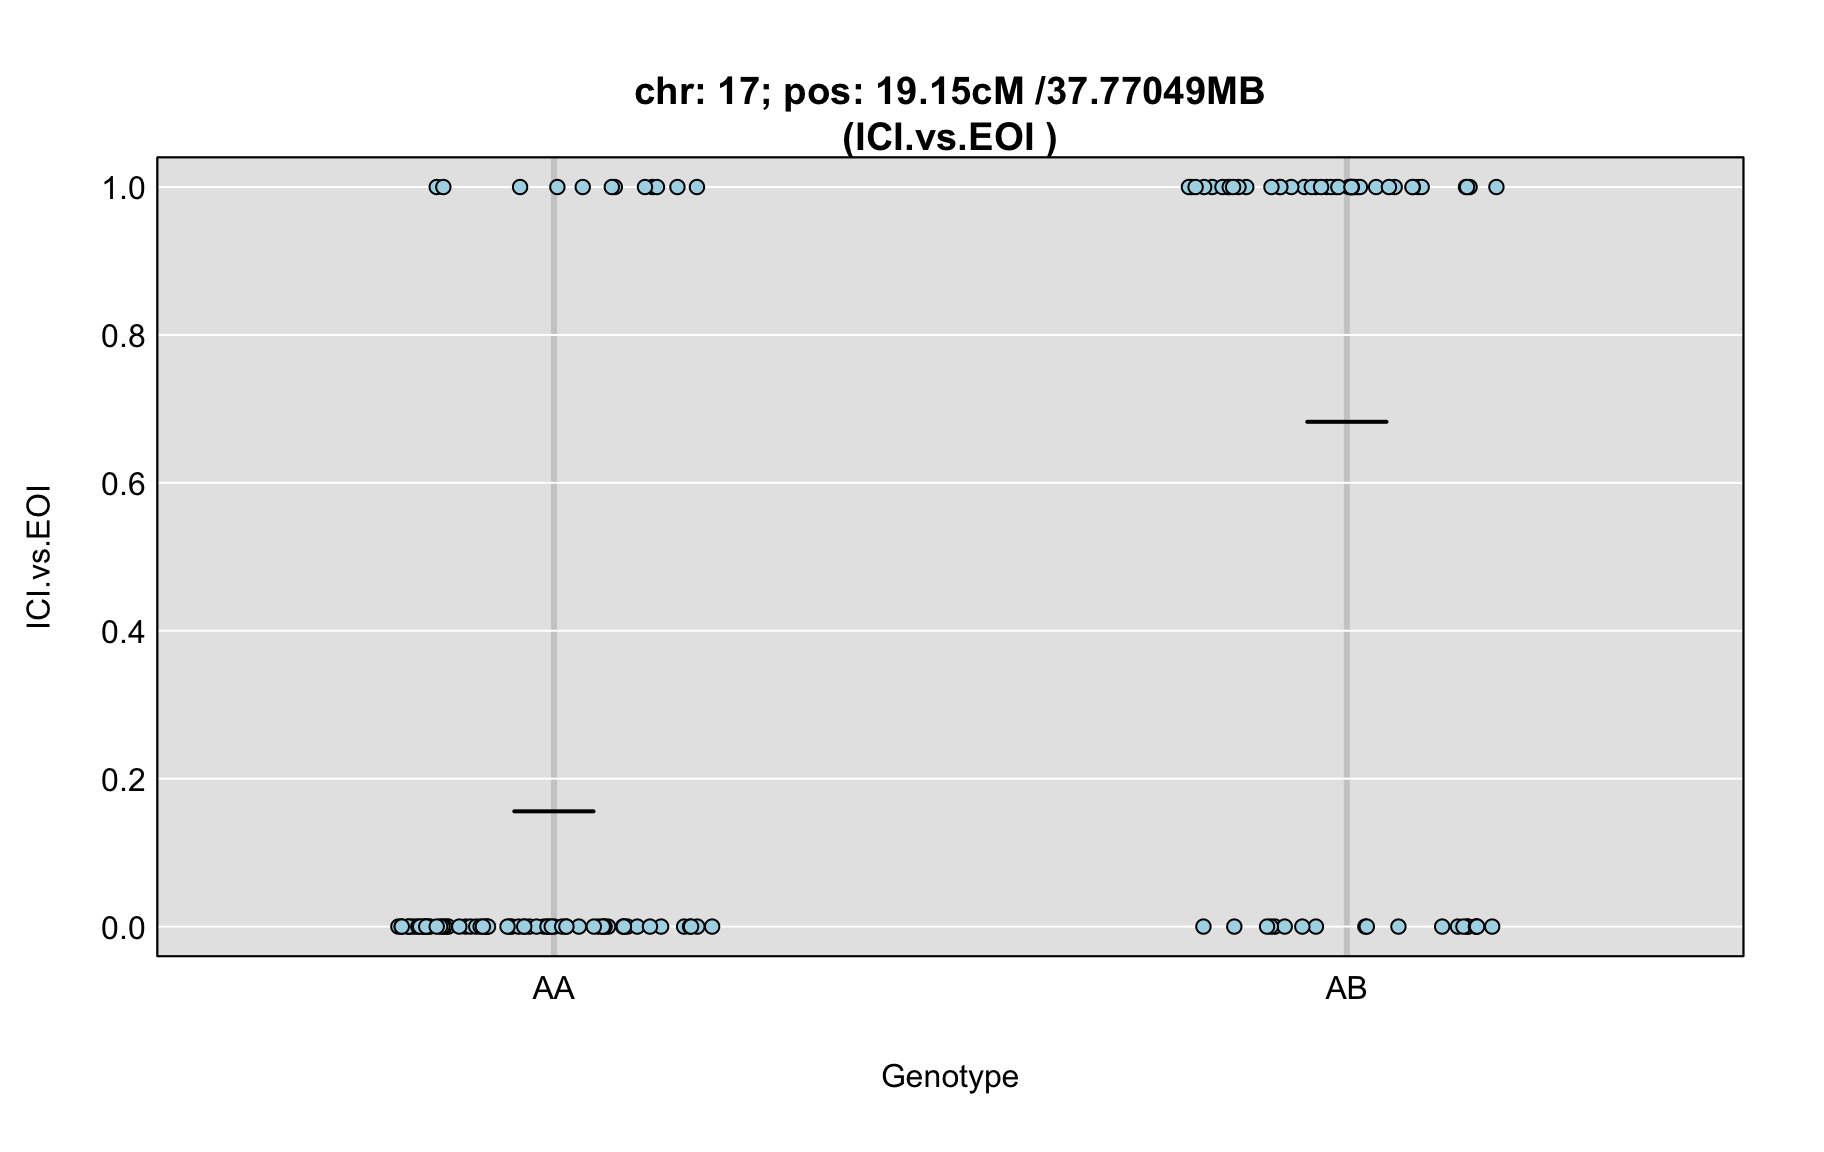 chr: 17; pos: 19.15cM /37.77049MB
(ICI.vs.EOI )
ICI.vs.EOI
1.0
0.8
0.6
0.4
0.2
0.0
AA
AB
Genotype